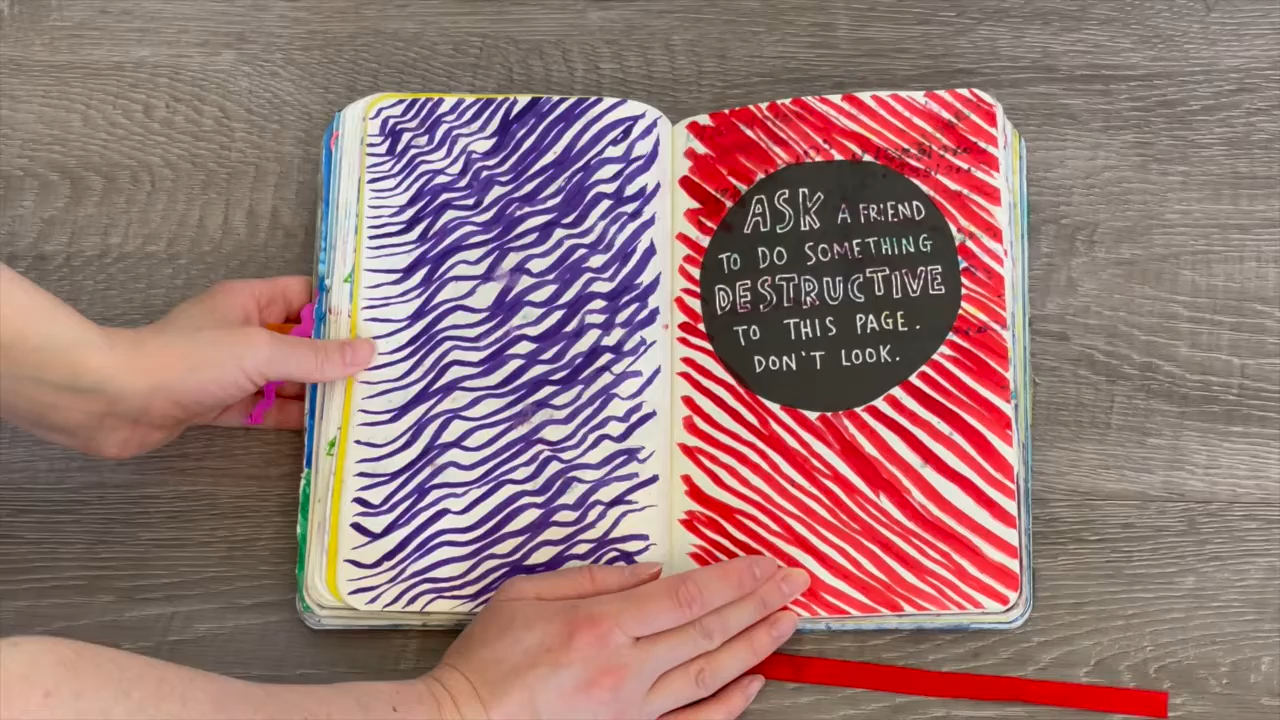 ASK A FRIEND
TO DO SOMETHING
DESTRUCTIVE
TO THIS PAGE.
DON'T LOOK.